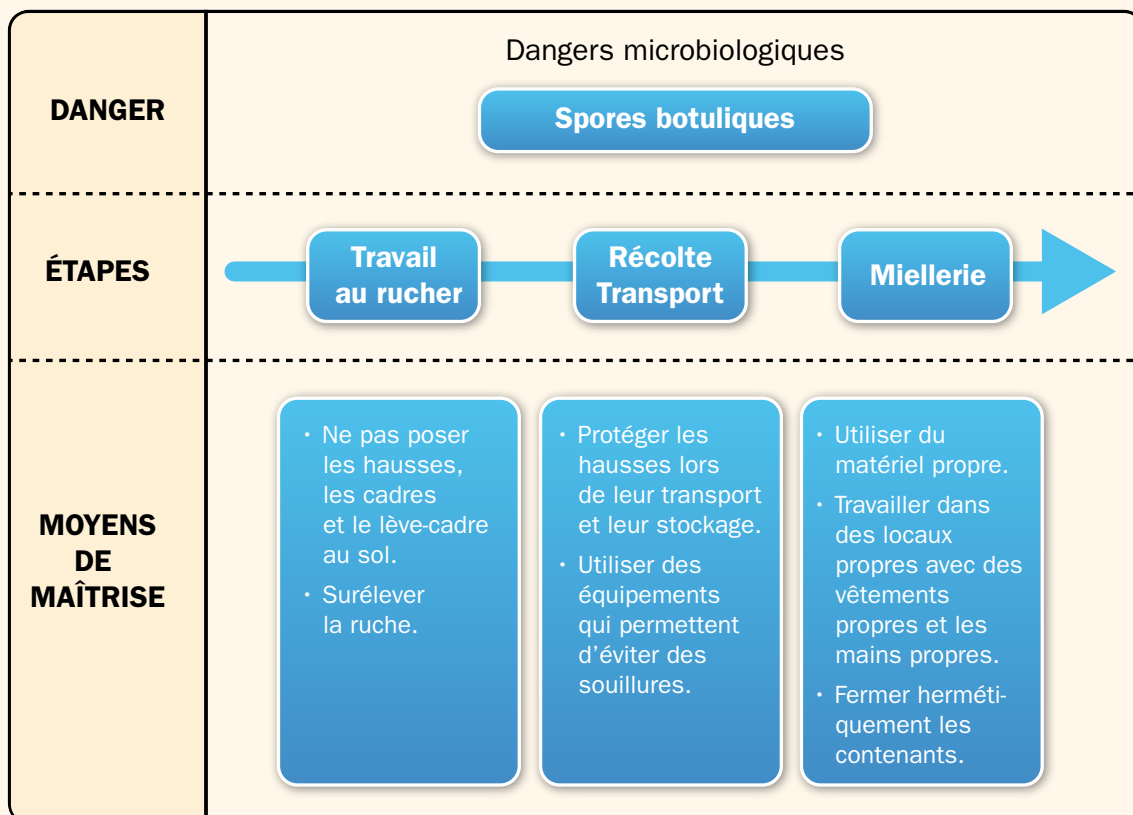 Dangers microbiologiques
DANGER
Spores botuliques
ÉTAPES
Travail
au rucher
Récolte
Transport
Miellerie
MOYENS
DE
MAÎTRISE
· Ne pas poser
les hausses,
les cadres
et le lève-cadre
au sol.
· Surélever
la ruche.
· Protéger les
hausses lors
de leur transport
et leur stockage.
· Utiliser des
équipements
qui permettent
d’éviter des
souillures.
· Utiliser du
matériel propre.
· Travailler dans
des locaux
propres avec des
vêtements
propres et les
mains propres.
· Fermer herméti-
quement les
contenants.